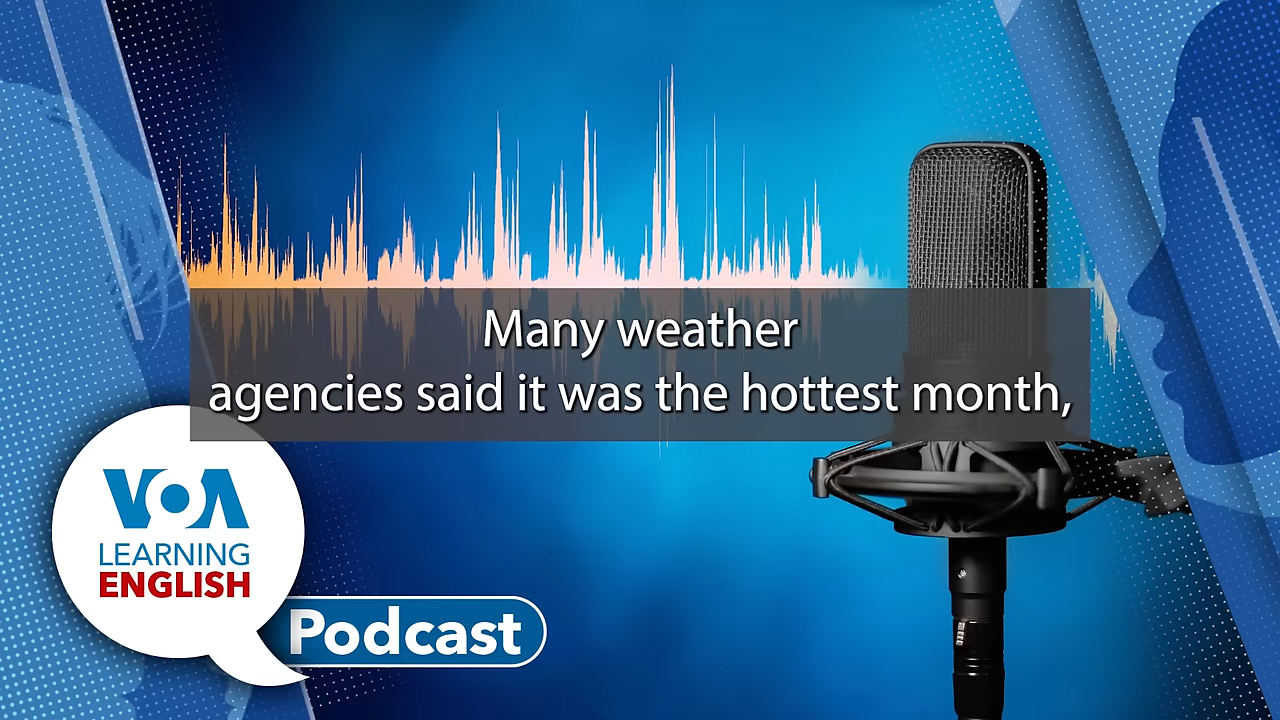 Many weather
agencies said it was the hottest month,
VOA
LEARNING
ENGLISH
Podcast